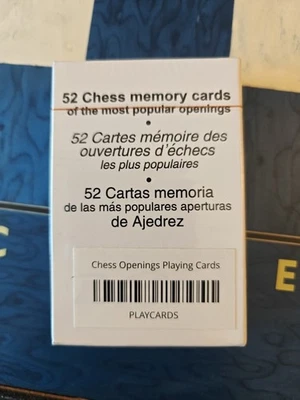 52 Chess memory cards
of the most popular openings
•
52 Cartes mémoire des
ouvertures d'échecs
les plus populaires
•
52 Cartas memoria
de las más populares aperturas
de Ajedrez
Chess Openings Playing Cards
PLAYCARDS
C
E